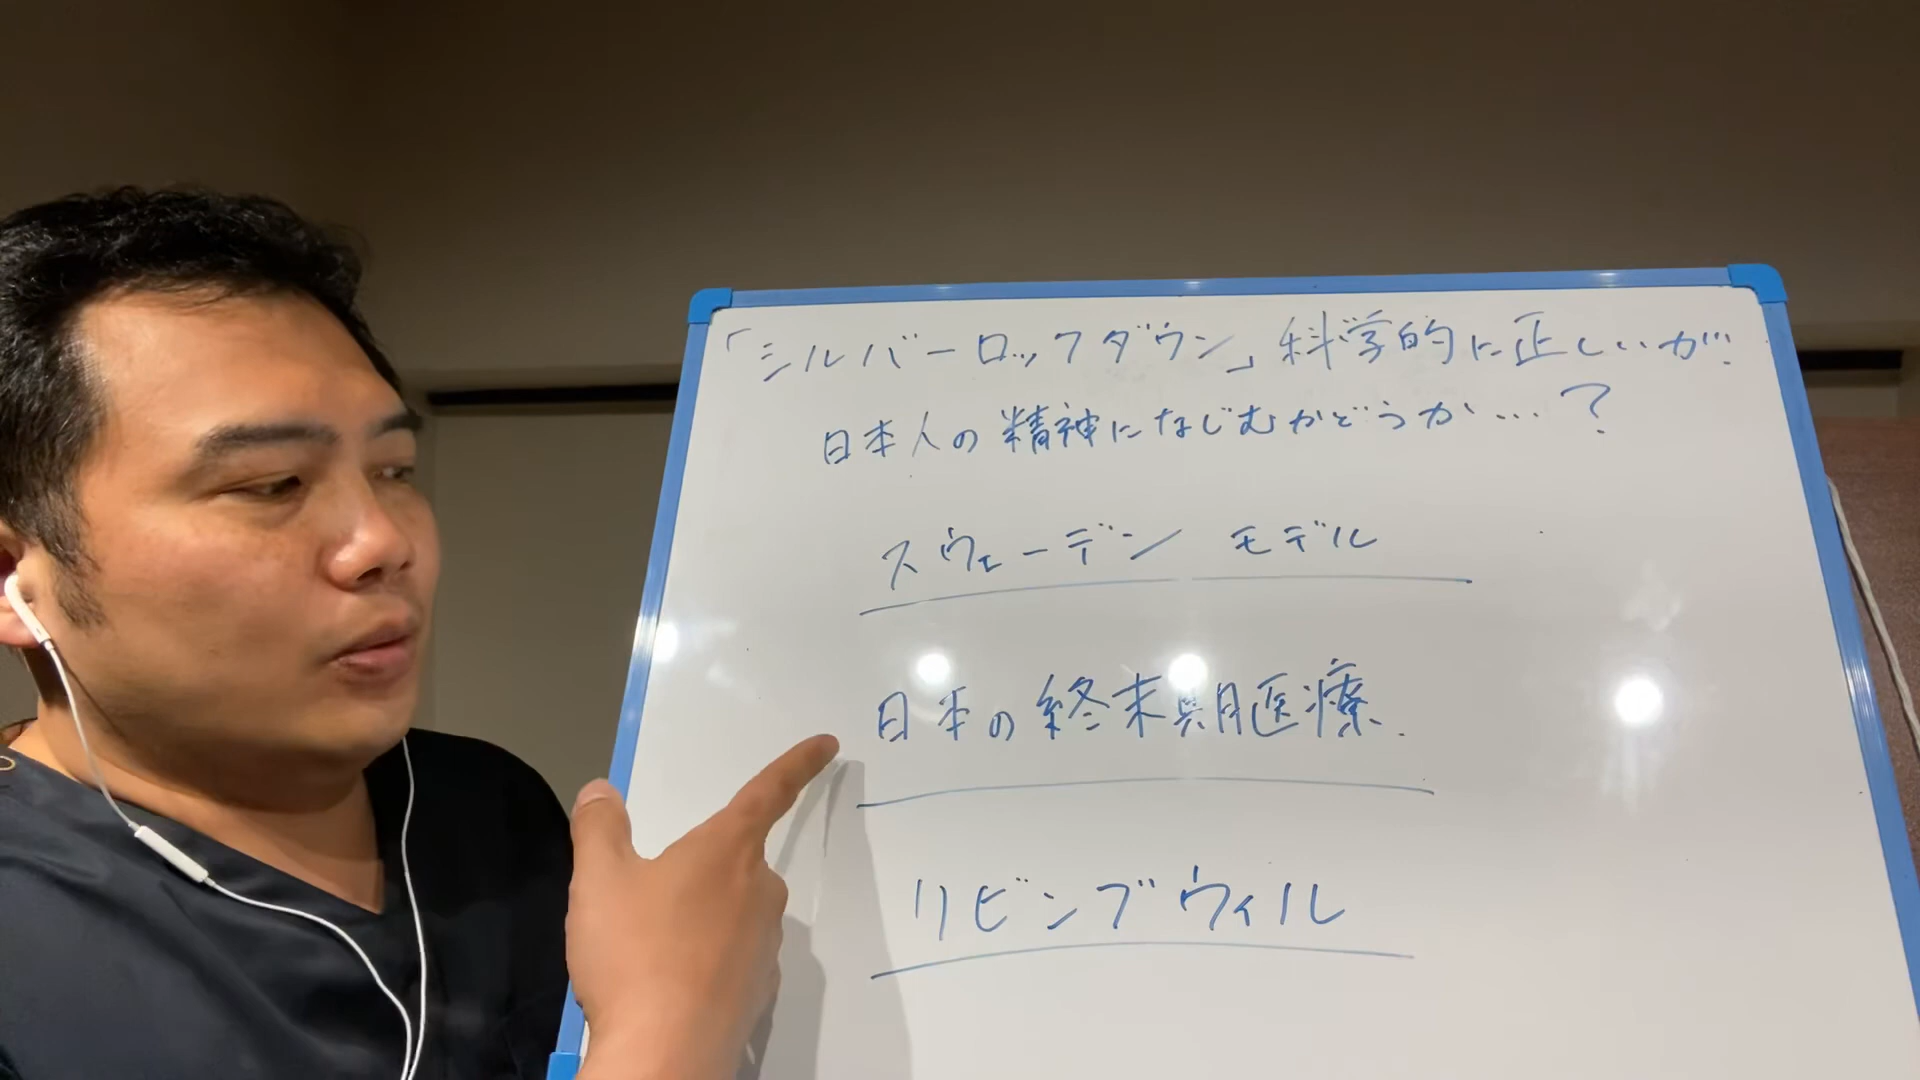 「シルバーロックダウン」科学的に正しいが…
日本人の精神になじむかどうか…?
スウェーデン モデル
日本の終末期医療.
リビングウィル